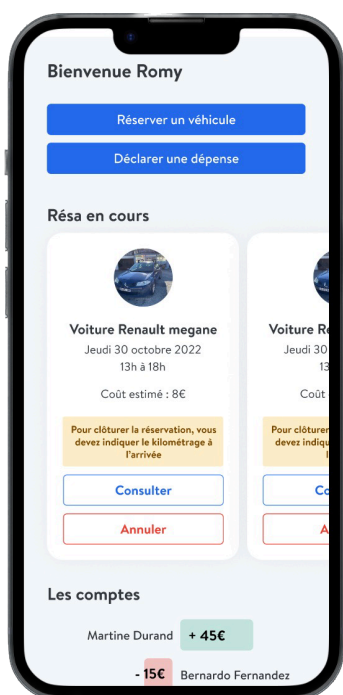 Bienvenue Romy
Réserver un véhicule
Déclarer une dépense
Résa en cours
Voiture Renault megane
Jeudi 30 octobre 2022
13h à 18h
Coût estimé : 8€
Pour clôturer la réservation, vous
devez indiquer le kilométrage à
l'arrivée
Consulter
Annuler
Voiture Re
Jeudi 30
13
Coût
Pour clôturer
devez indiqu
l
Co
A
Les comptes
Martine Durand + 45€
- 15€ Bernardo Fernandez